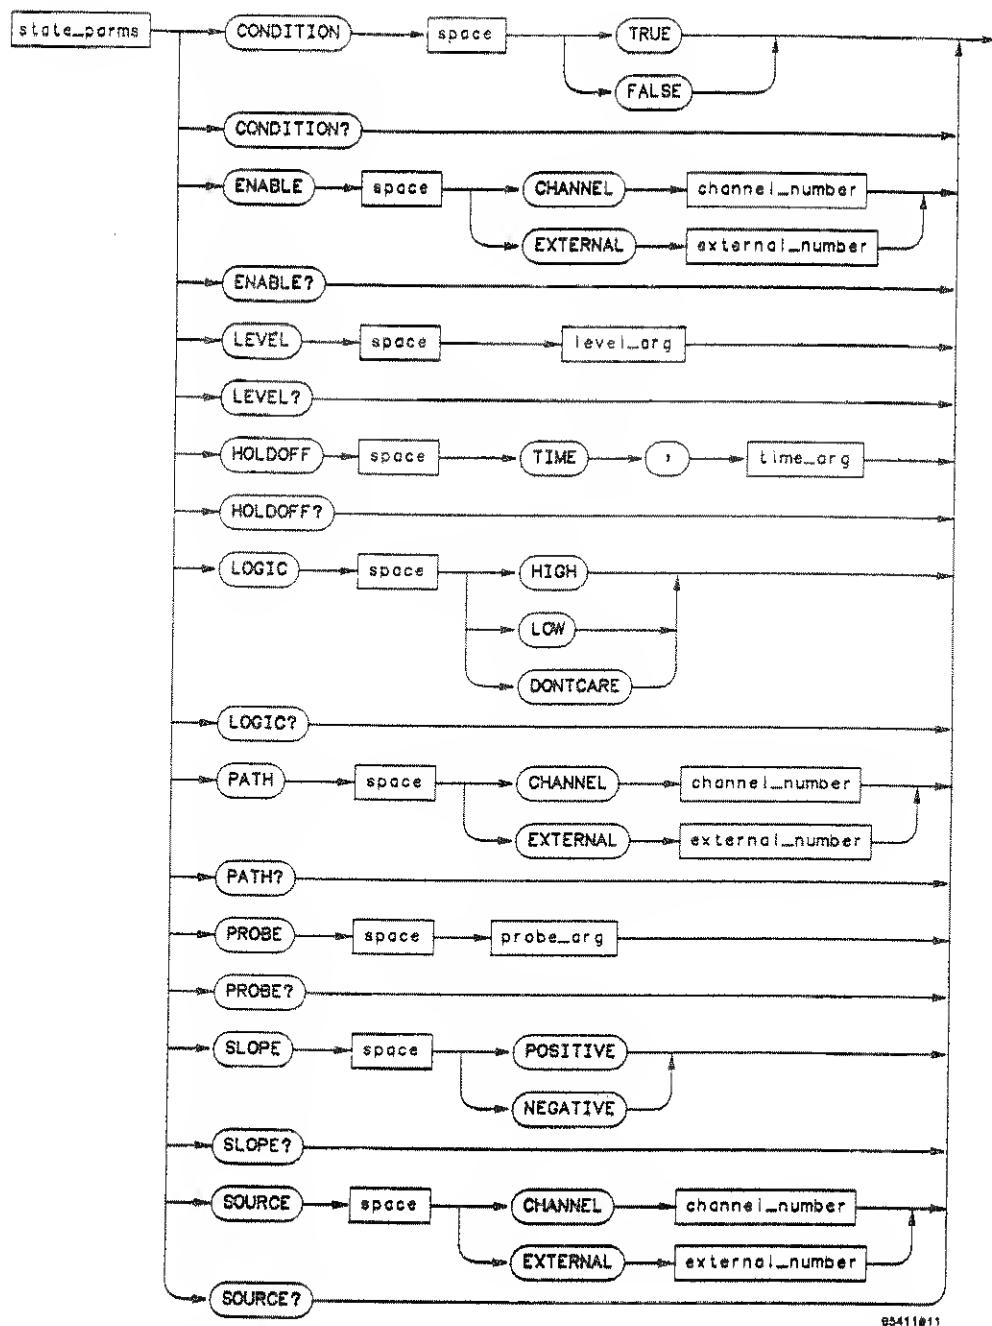 state_parms CONDITION space TRUE
FALSE
CONDITION?
ENABLE space CHANNEL channel_number
EXTERNAL external_number
ENABLE?
LEVEL space level_arg
LEVEL?
HOLDOFF space TIME , time_arg
HOLDOFF?
LOGIC space HIGH
LOW
DONTCARE
LOGIC?
PATH space CHANNEL channel_number
EXTERNAL external_number
PATH?
PROBE space probe_arg
PROBE?
SLOPE space POSITIVE
NEGATIVE
SLOPE?
SOURCE space CHANNEL channel_number
EXTERNAL external_number
SOURCE?